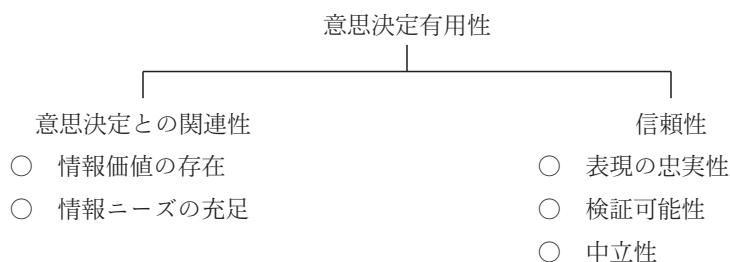 意思決定有用性
意思決定との関連性
○ 情報価値の存在
○ 情報ニーズの充足
信頼性
○ 表現の忠実性
○ 検証可能性
○ 中立性